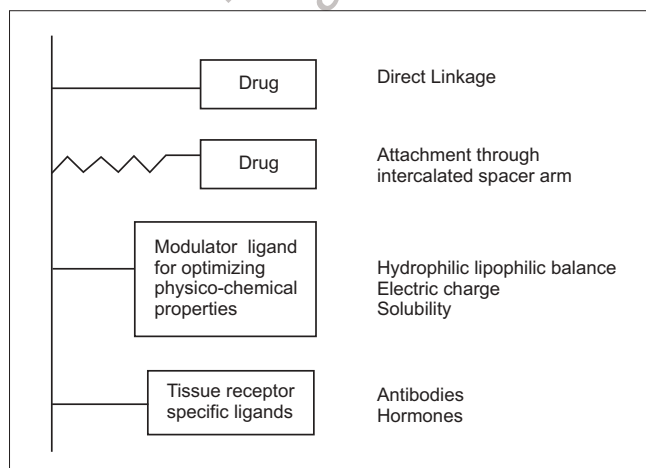 Drug
Direct Linkage
Drug
Attachment through
intercalated spacer arm
Modulator ligand
for optimizing
physico-chemical
properties
Hydrophilic lipophilic balance
Electric charge
Solubility
Tissue receptor
specific ligands
Antibodies
Hormones